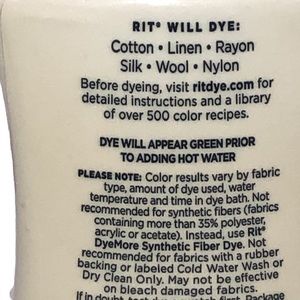 RIT® WILL DYE:
Cotton • Linen • Rayon
Silk • Wool • Nylon
Before dyeing, visit ritdye.com for
detailed instructions and a library
of over 500 color recipes.
DYE WILL APPEAR GREEN PRIOR
TO ADDING HOT WATER
PLEASE NOTE: Color results vary by fabric
type, amount of dye used, water
temperature and time in dye bath. Not
recommended for synthetic fibers (fabrics
containing more than 35% polyester,
acrylic or acetate). Instead, use Rit®
DyeMore Synthetic Fiber Dye. Not
recommended for fabrics with a rubber
backing or labeled Cold Water Wash or
Dry Clean Only. May not be effective
on bleach damaged fabrics.
If in doubt, test dye